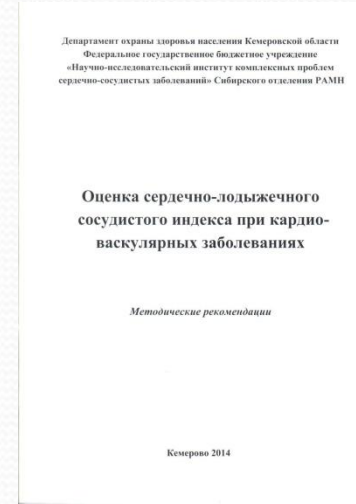 Департамент охраны здоровья населения Кемеровской области
Федеральное государственное бюджетное учреждение
«Научно-исследовательский институт комплексных проблем
сердечно-сосудистых заболеваний» Сибирского отделения РАМН
Оценка сердечно-лодыжечного
сосудистого индекса при кардио-
васкулярных заболеваниях
Методические рекомендации
Кемерово 2014